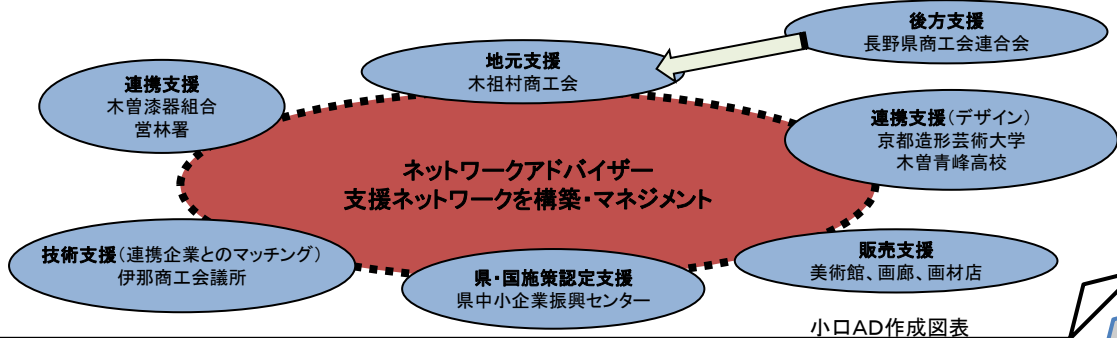 後方支援
長野県商工会連合会
地元支援
木祖村商工会
連携支援
木曽漆器組合
営林署
連携支援（デザイン）
京都造形芸術大学
木曽青峰高校
ネットワークアドバイザー
支援ネットワークを構築・マネジメント
技術支援（連携企業とのマッチング）
伊那商工会議所
県・国施策認定支援
県中小企業振興センター
販売支援
美術館、画廊、画材店
小口AD作成図表